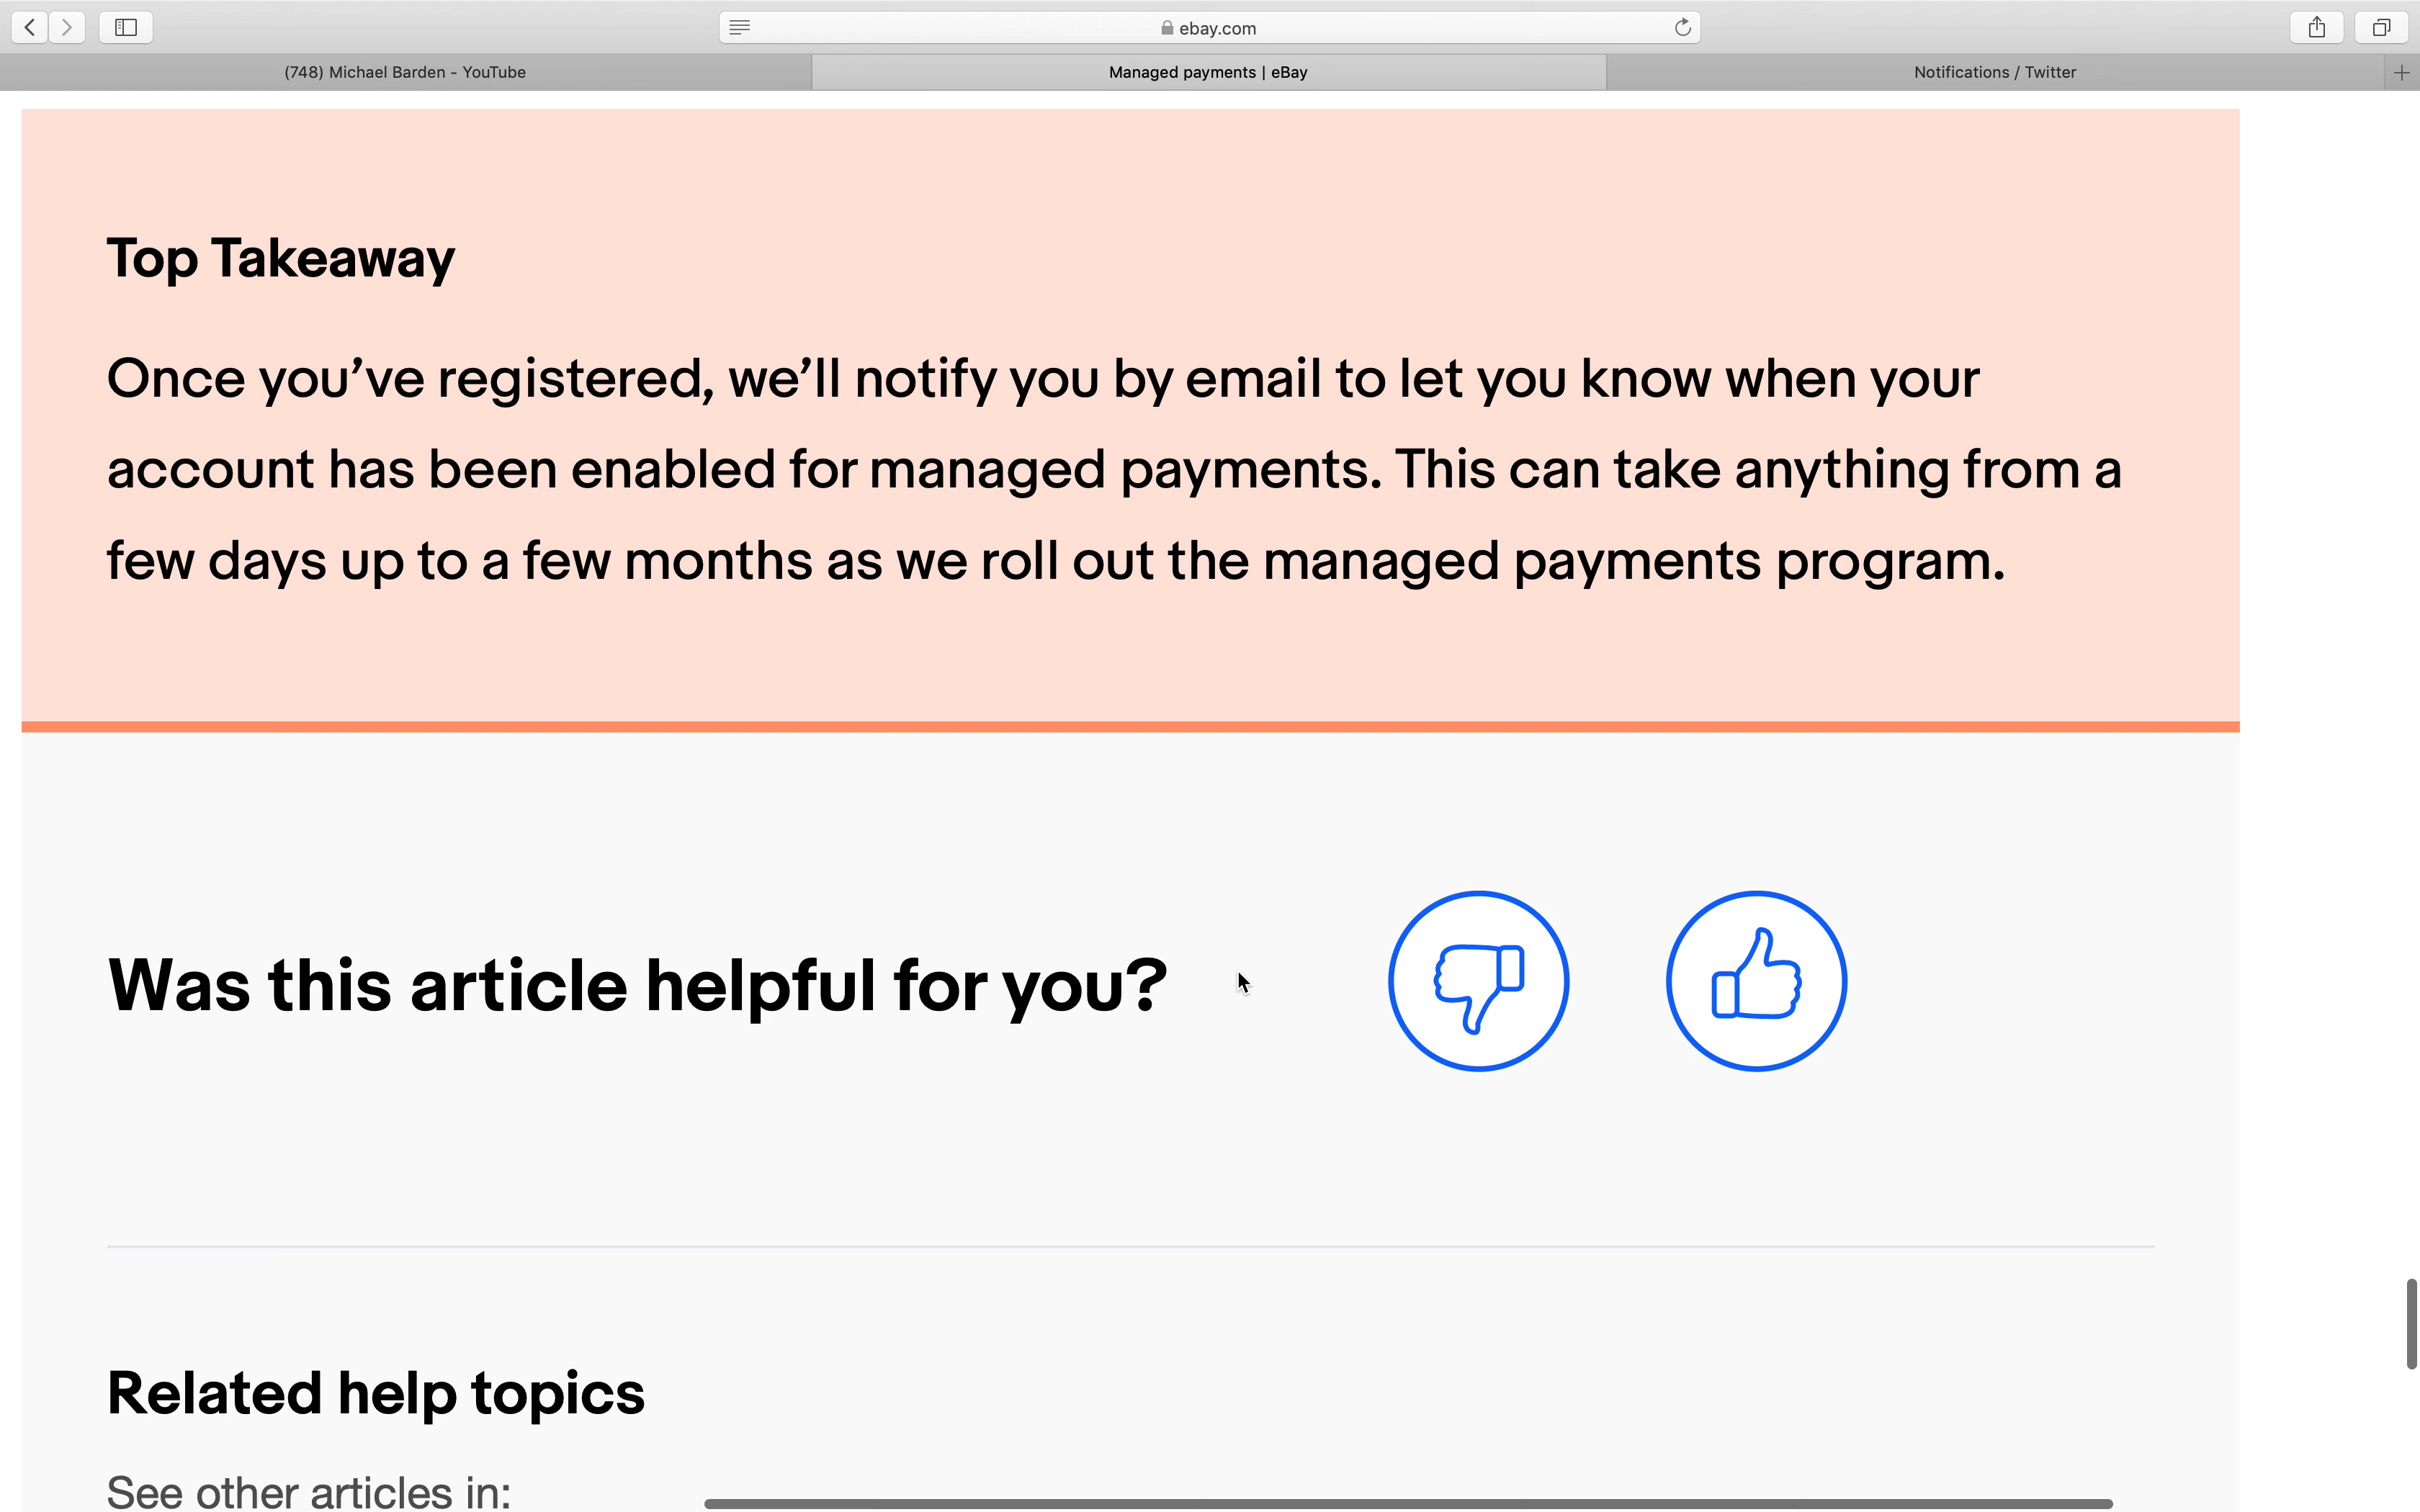 ebay.com
(748) Michael Barden - YouTube
Managed payments | eBay
Notifications / Twitter
Top Takeaway
Once you’ve registered, we’ll notify you by email to let you know when your
account has been enabled for managed payments. This can take anything from a
few days up to a few months as we roll out the managed payments program.
Was this article helpful for you?
Related help topics
See other articles in: